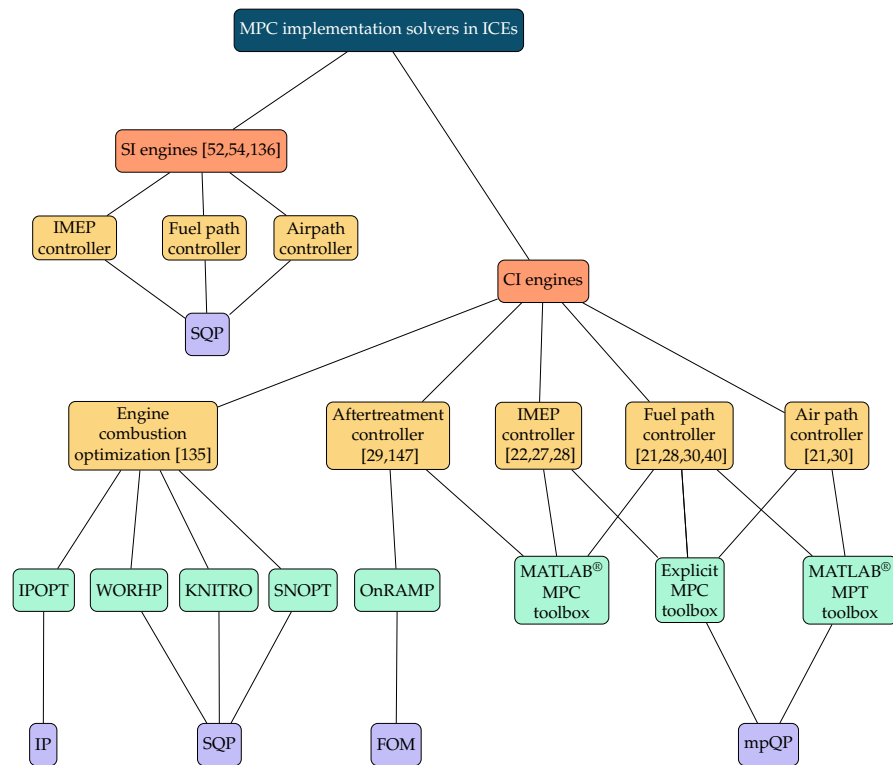 MPC implementation solvers in ICEs
SI engines [52,54,136]
IMEP
controller
Fuel path
controller
Airpath
controller
SQP
CI engines
Engine
combustion
optimization [135]
Aftertreatment
controller
[29,147]
IMEP
controller
[22,27,28]
Fuel path
controller
[21,28,30,40]
Air path
controller
[21,30]
IPOPT
WORHP
KNITRO
SNOPT
OnRAMP
MATLAB®
MPC
toolbox
Explicit
MPC
toolbox
MATLAB®
MPT
toolbox
IP
SQP
FOM
mpQP